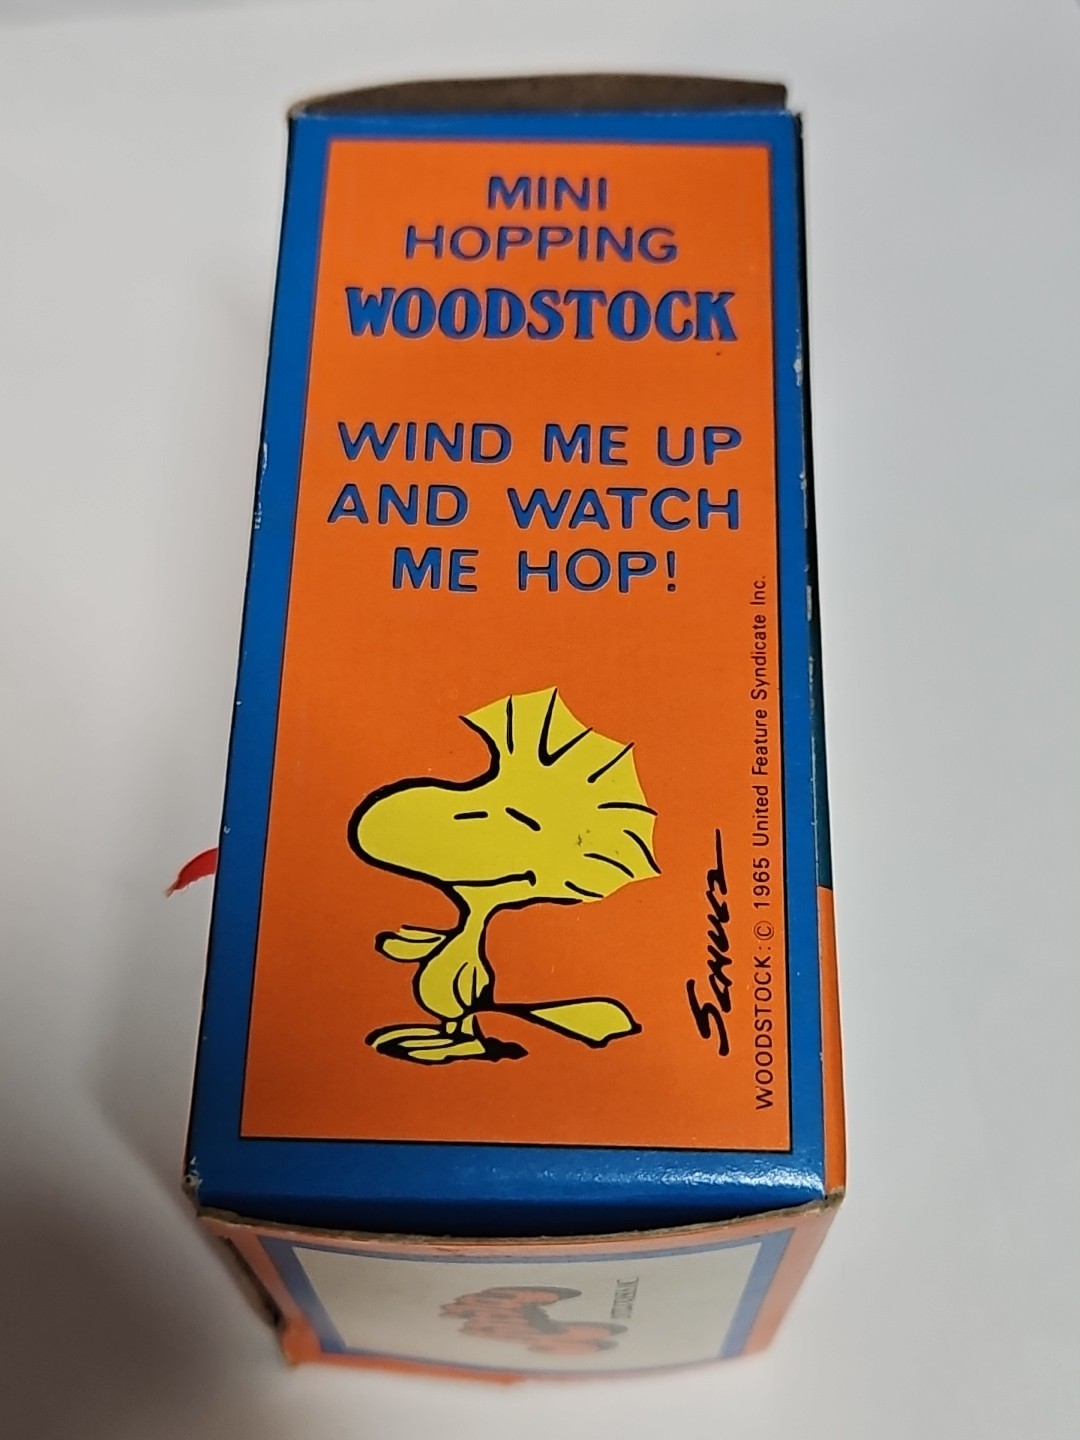 MINI
HOPPING
WOODSTOCK
WIND ME UP
AND WATCH
ME HOP!
Schulz
WOODSTOCK: © 1965 United Feature Syndicate Inc.